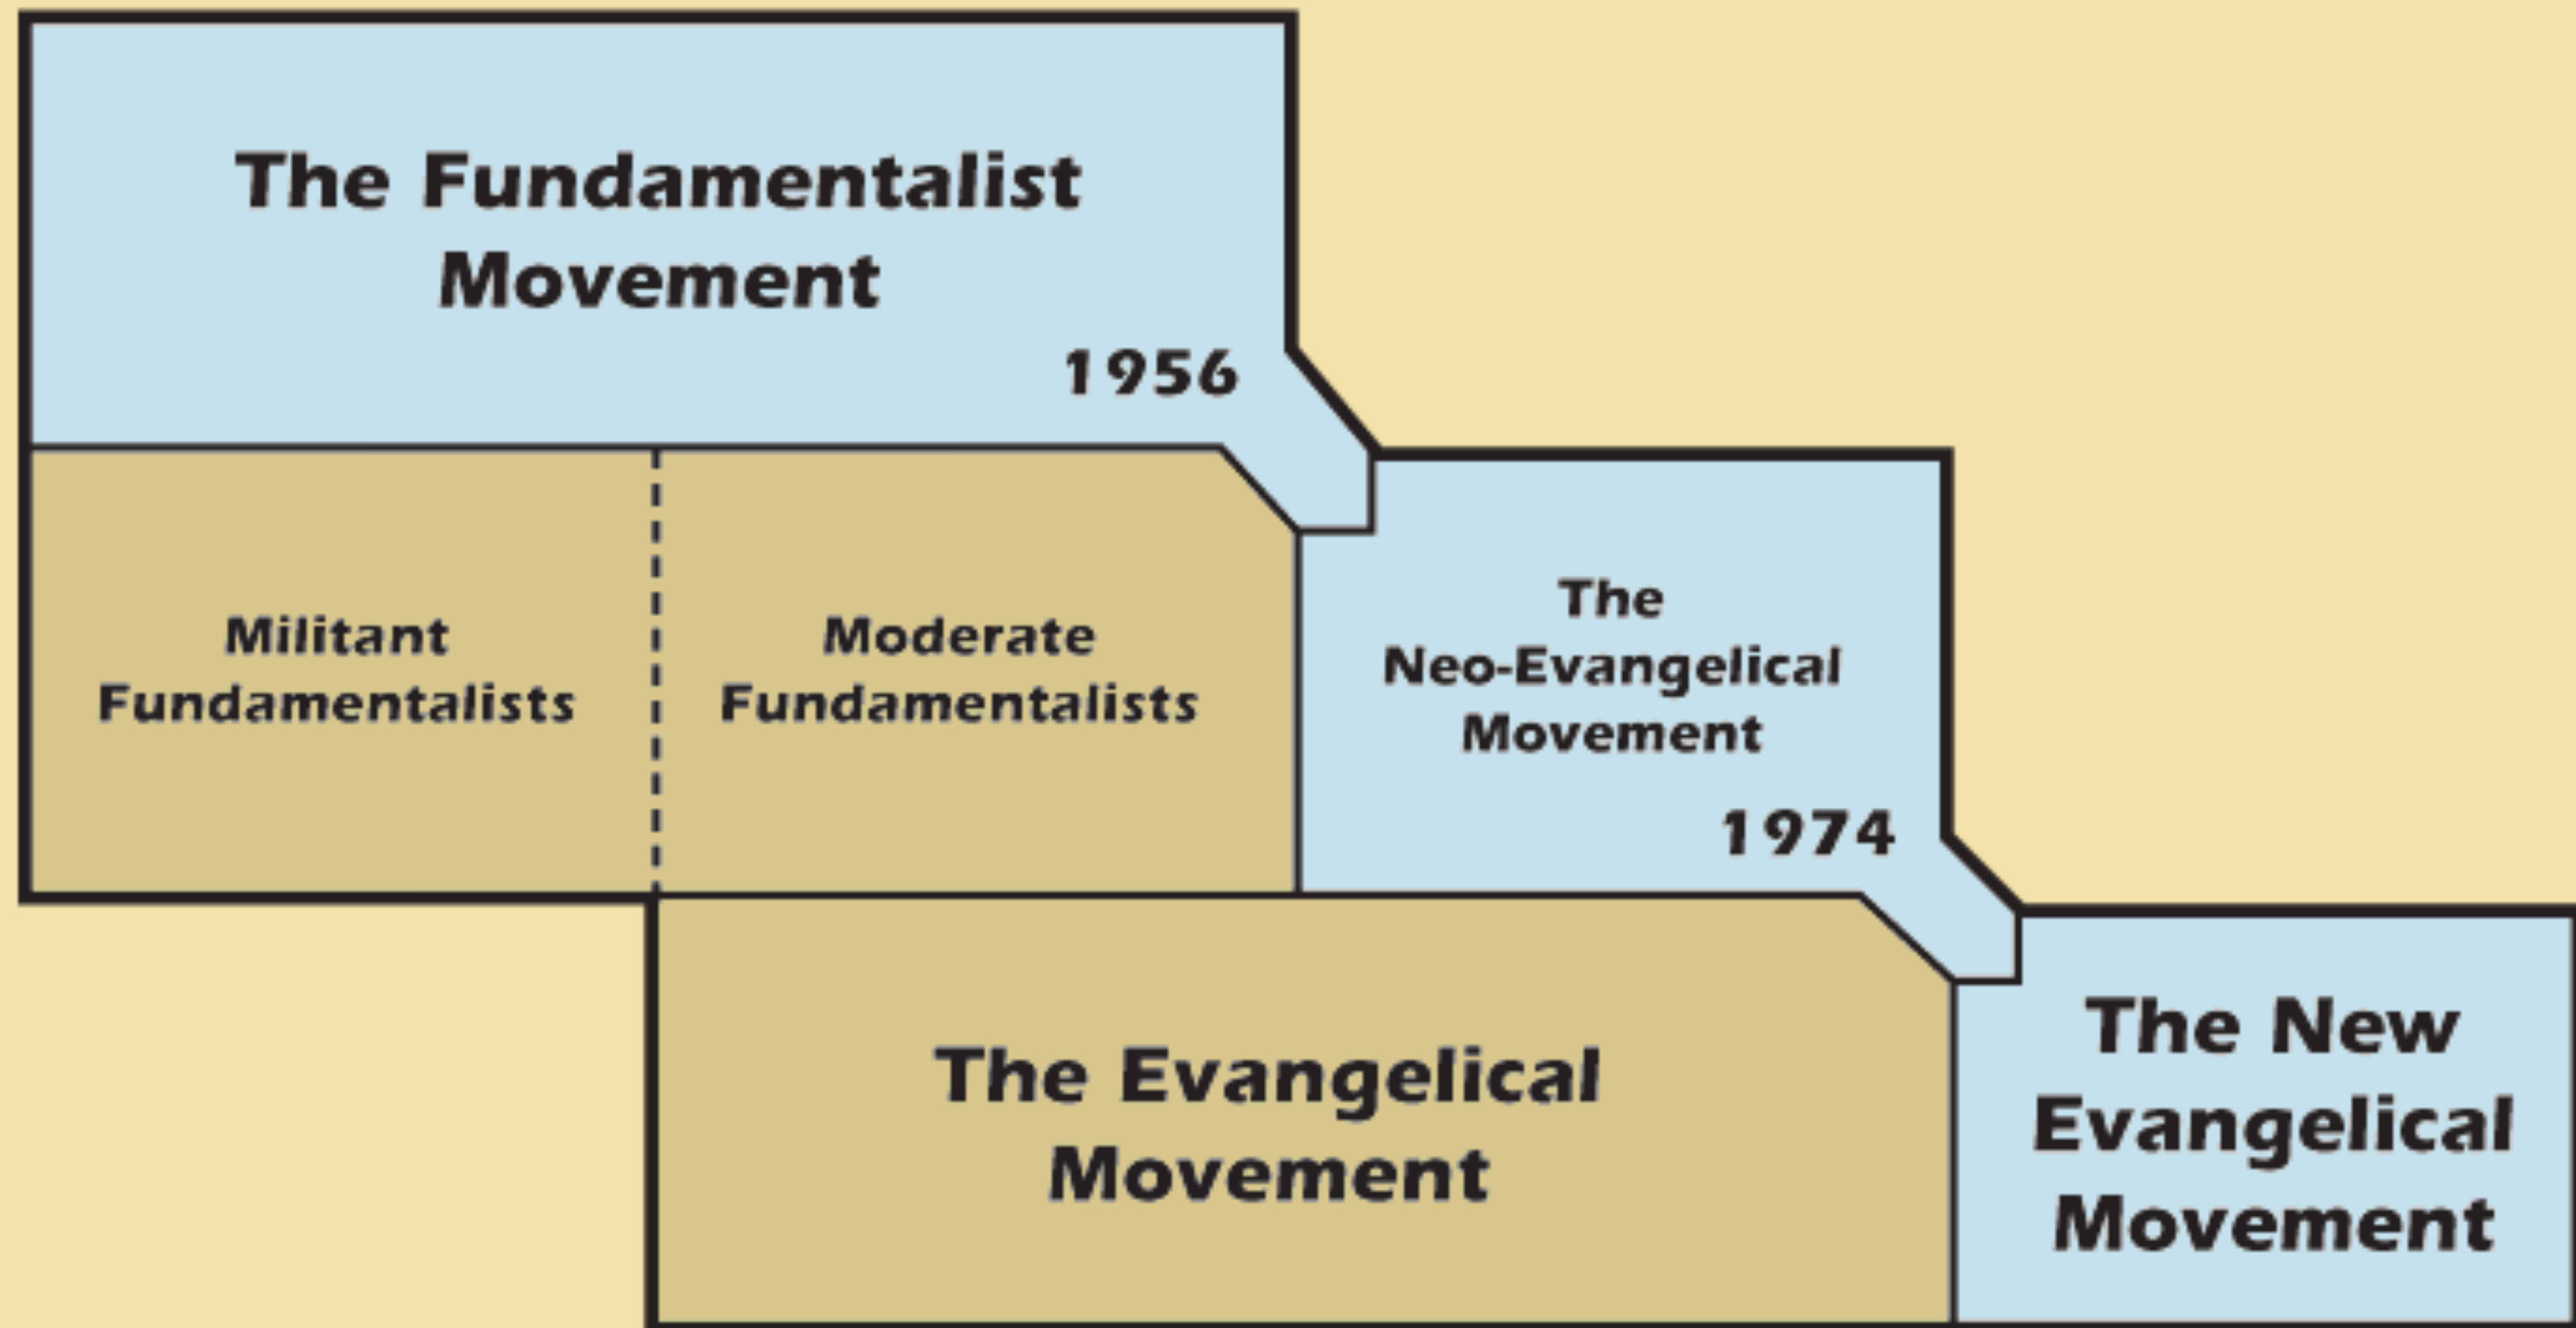 The Fundamentalist
Movement
1956
Militant
Fundamentalists
Moderate
Fundamentalists
The
Neo-Evangelical
Movement
1974
The Evangelical
Movement
The New
Evangelical
Movement